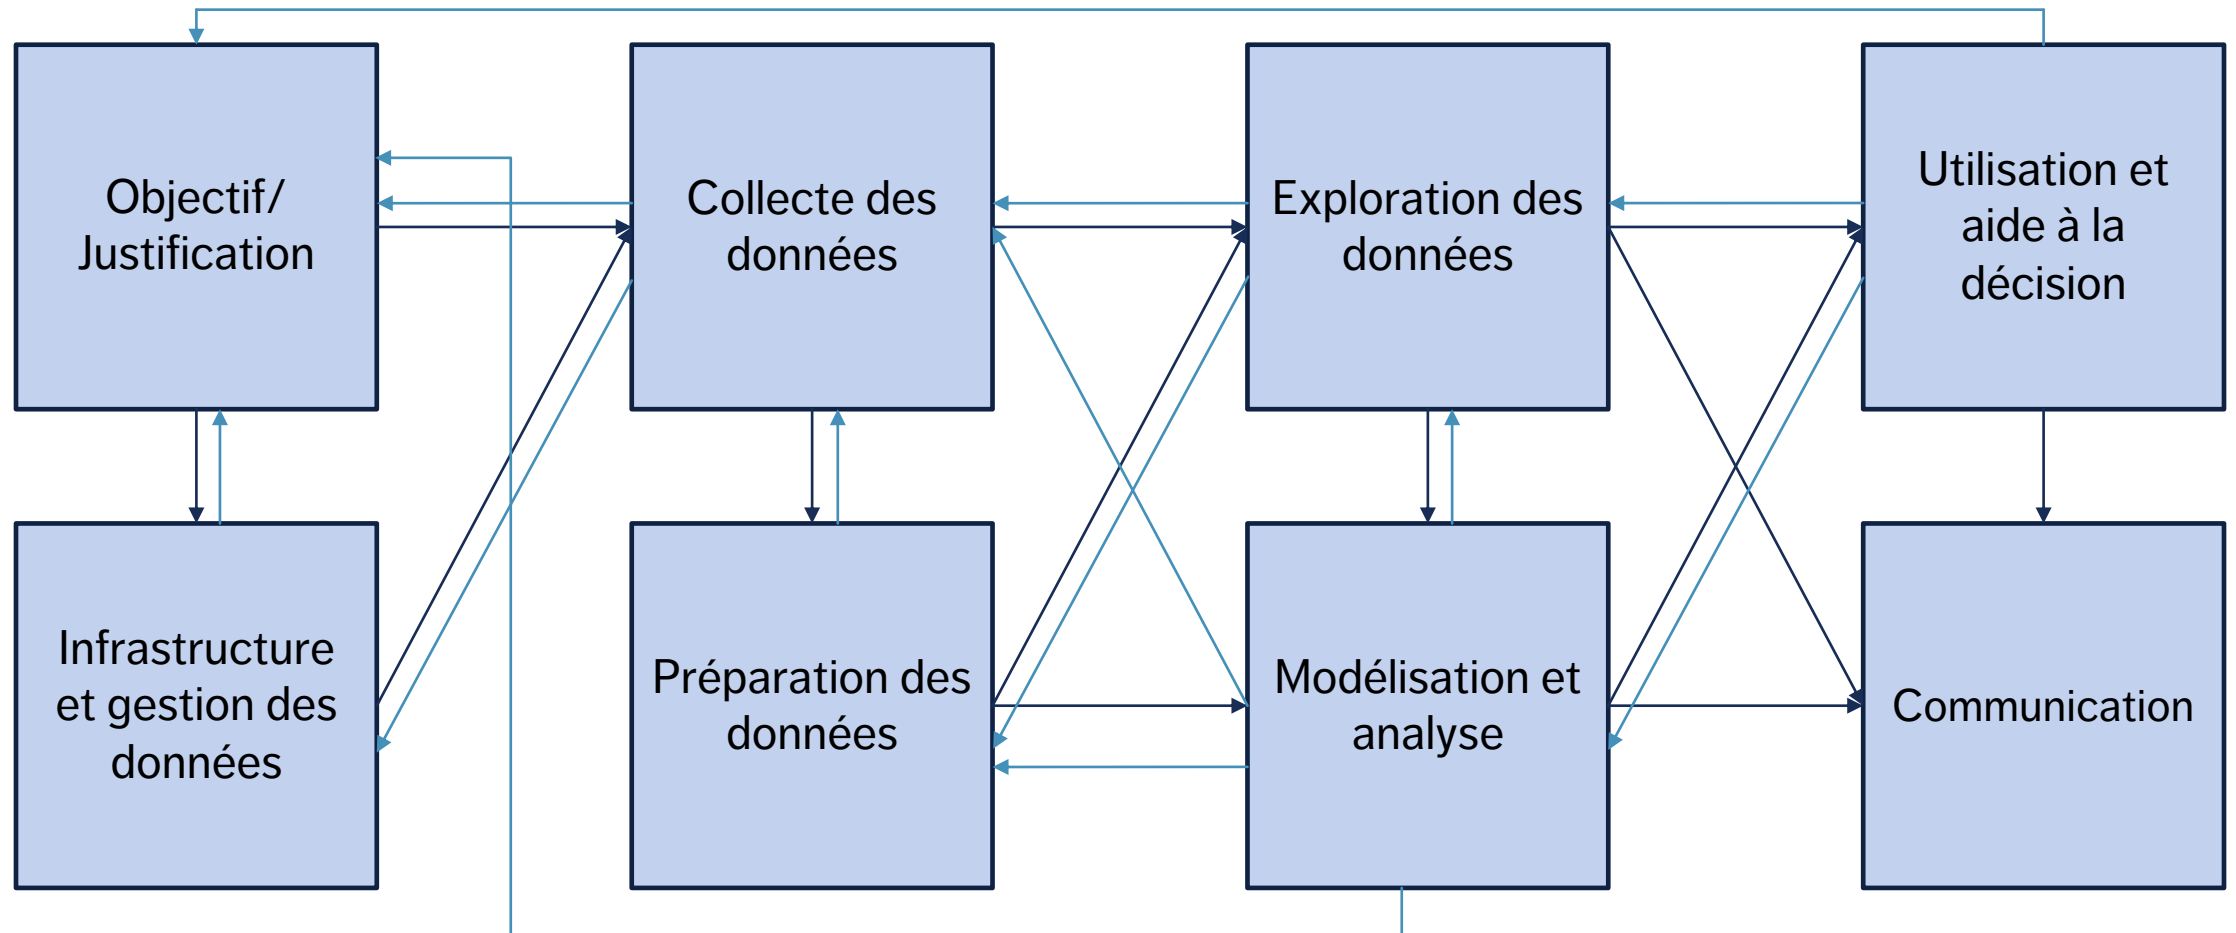 Objectif/
Justification
Collecte des
données
Exploration des
données
Utilisation et
aide à la
décision
Infrastructure
et gestion des
données
Préparation des
données
Modélisation et
analyse
Communication